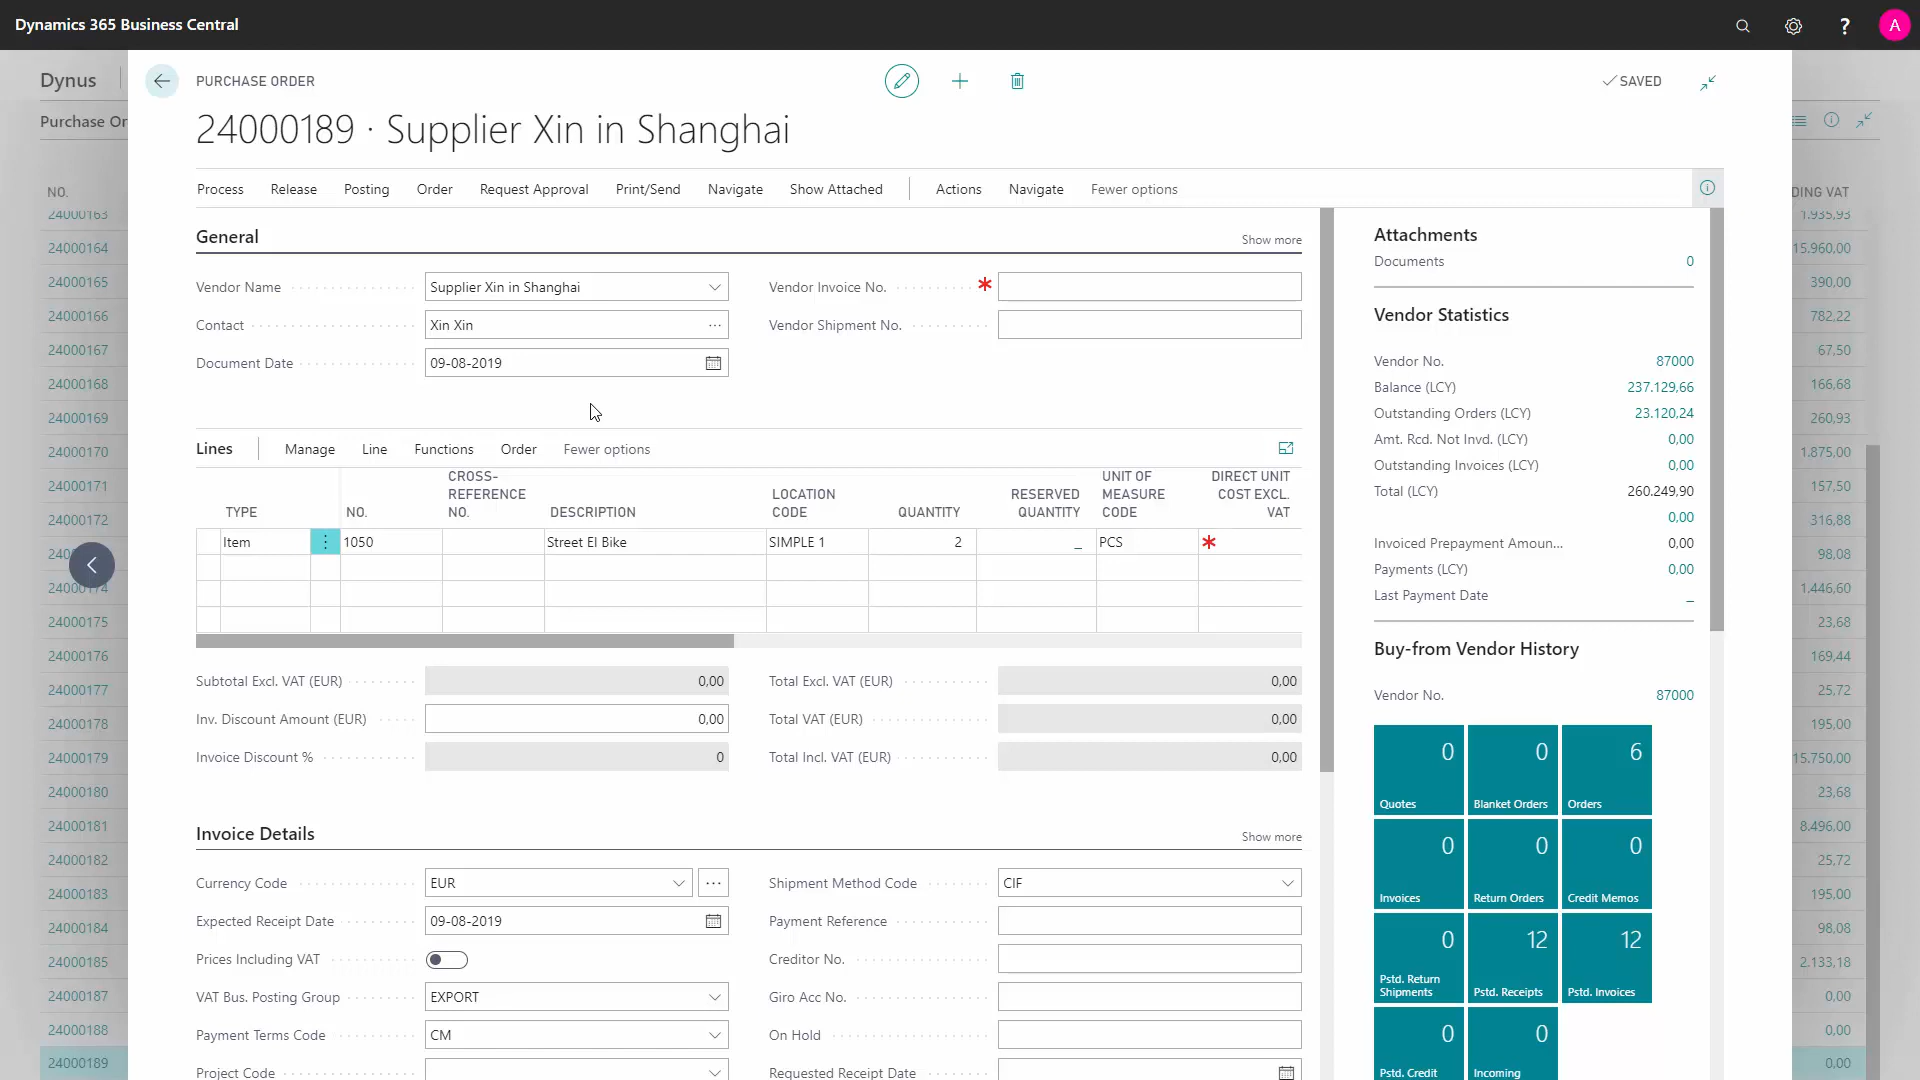 Dynamics 365 Business Central
?
A
Dynus
Purchase Or
NO.
24000163
24000164
24000165
24000166
24000167
24000168
24000169
24000170
24000171
24000172
24000174
24000175
24000176
24000177
24000178
24000179
24000180
24000181
24000182
24000183
24000184
24000185
24000187
24000188
24000189
PURCHASE ORDER
SAVED
24000189 · Supplier Xin in Shanghai
Process Release Posting Order Request Approval Print/Send Navigate Show Attached Actions Navigate Fewer options
General
Show more
Vendor Name Supplier Xin in Shanghai
Contact Xin Xin
Document Date 09-08-2019
Vendor Invoice No. *
Vendor Shipment No.
Lines Manage Line Functions Order Fewer options
TYPE
NO.
CROSS-
REFERENCE
NO.
DESCRIPTION
LOCATION
CODE
QUANTITY
RESERVED
QUANTITY
UNIT OF
MEASURE
CODE
DIRECT UNIT
COST EXCL.
VAT
Item 1050 Street El Bike SIMPLE 1 2 _ PCS *
Subtotal Excl. VAT (EUR) 0,00
Inv. Discount Amount (EUR) 0,00
Invoice Discount % 0
Total Excl. VAT (EUR) 0,00
Total VAT (EUR) 0,00
Total Incl. VAT (EUR) 0,00
Invoice Details
Show more
Currency Code EUR
Expected Receipt Date 09-08-2019
Prices Including VAT
VAT Bus. Posting Group EXPORT
Payment Terms Code CM
Project Code
Shipment Method Code CIF
Payment Reference
Creditor No.
Giro Acc No.
On Hold
Requested Receipt Date
Attachments
Documents 0
Vendor Statistics
Vendor No. 87000
Balance (LCY) 237.129,66
Outstanding Orders (LCY) 23.120,24
Amt. Rcd. Not Invd. (LCY) 0,00
Outstanding Invoices (LCY) 0,00
Total (LCY) 260.249,90
0,00
Invoiced Prepayment Amoun... 0,00
Payments (LCY) 0,00
Last Payment Date _
Buy-from Vendor History
Vendor No. 87000
0 Quotes
0 Blanket Orders
6 Orders
0 Invoices
0 Return Orders
0 Credit Memos
0 Pstd. Return
Shipments
12 Pstd. Receipts
12 Pstd. Invoices
0 Pstd. Credit
0 Incoming
DING VAT
1.935,93
15.960,00
390,00
782,22
67,50
166,68
260,93
1.875,00
157,50
316,88
98,08
1.446,60
23,68
169,44
25,72
195,00
15.750,00
23,68
8.496,00
25,72
195,00
98,08
2.133,18
0,00
0,00
0,00